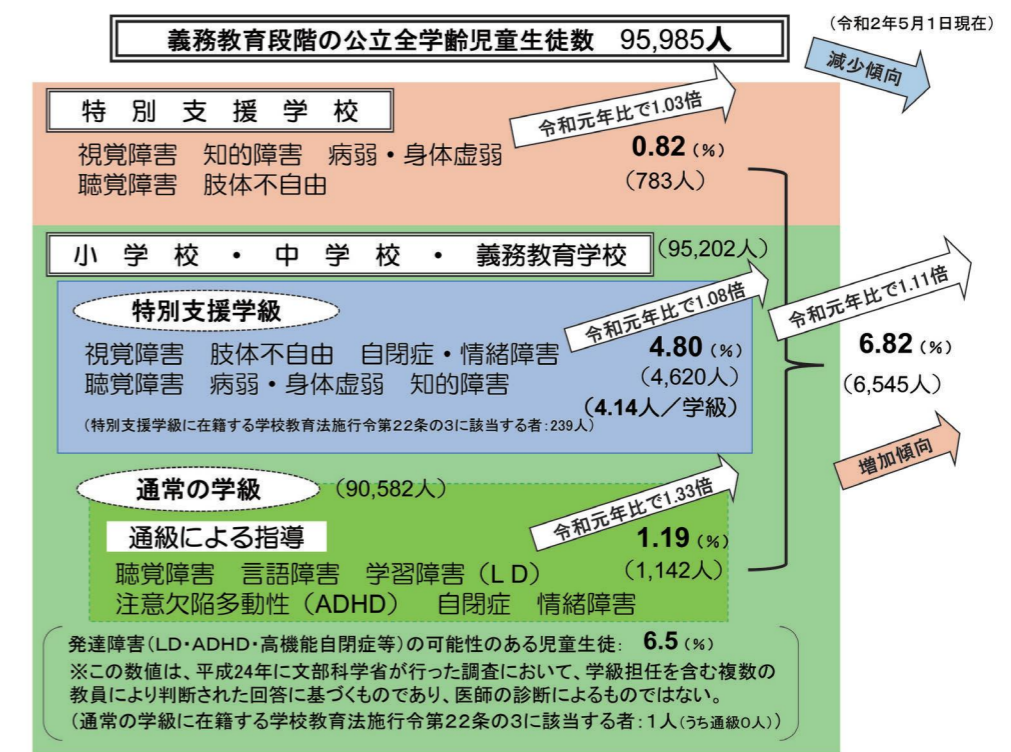 (令和2年5月1日現在)
義務教育段階の公立全学齢児童生徒数 95,985人
減少傾向
特別支援学校
令和元年比で1.03倍
視覚障害 知的障害 病弱・身体虚弱
聴覚障害 肢体不自由
0.82(%)
(783人)
小学校・中学校・義務教育学校
(95,202人)
特別支援学級
令和元年比で1.08倍
視覚障害 肢体不自由 自閉症・情緒障害
聴覚障害 病弱・身体虚弱 知的障害
4.80(%)
(4,620人)
(4.14人/学級)
(特別支援学級に在籍する学校教育法施行令第22条の3に該当する者:239人)
令和元年比で1.11倍
6.82(%)
(6,545人)
増加傾向
通常の学級
(90,582人)
令和元年比で1.33倍
通級による指導
1.19(%)
(1,142人)
聴覚障害 言語障害 学習障害(LD)
注意欠陥多動性(ADHD) 自閉症 情緒障害
発達障害(LD・ADHD・高機能自閉症等)の可能性のある児童生徒: 6.5(%)
※この数値は、平成24年に文部科学省が行った調査において、学級担任を含む複数の
教員により判断された回答に基づくものであり、医師の診断によるものではない。
(通常の学級に在籍する学校教育法施行令第22条の3に該当する者:1人(うち通級0人))